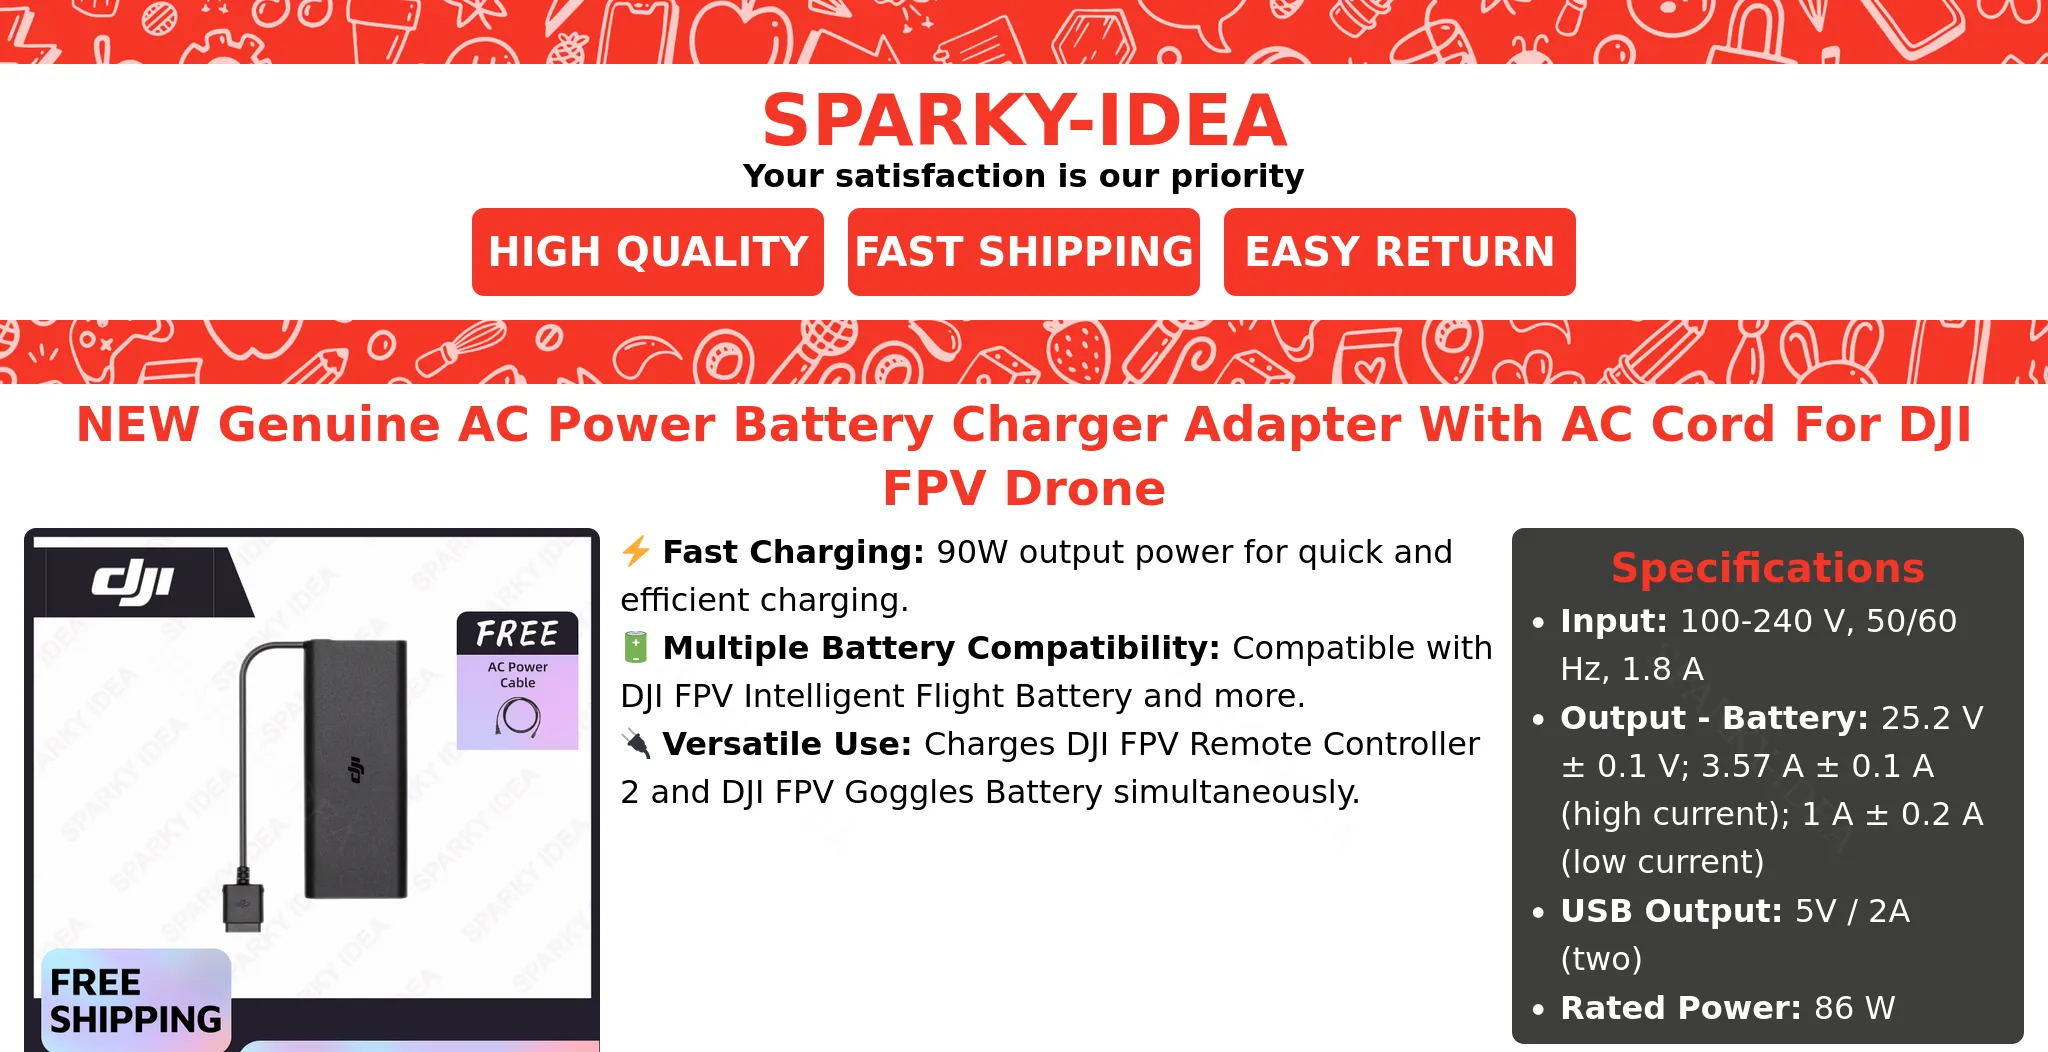 SPARKY-IDEA
Your satisfaction is our priority
HIGH QUALITY
FAST SHIPPING
EASY RETURN
NEW Genuine AC Power Battery Charger Adapter With AC Cord For DJI
FPV Drone
dji
FREE
AC Power
Cable
dji
FREE
SHIPPING
SPARKY IDEA
⚡ Fast Charging: 90W output power for quick and
efficient charging.
🔋 Multiple Battery Compatibility: Compatible with
DJI FPV Intelligent Flight Battery and more.
🔌 Versatile Use: Charges DJI FPV Remote Controller
2 and DJI FPV Goggles Battery simultaneously.
Specifications
• Input: 100-240 V, 50/60
Hz, 1.8 A
• Output - Battery: 25.2 V
± 0.1 V; 3.57 A ± 0.1 A
(high current); 1 A ± 0.2 A
(low current)
• USB Output: 5V / 2A
(two)
• Rated Power: 86 W